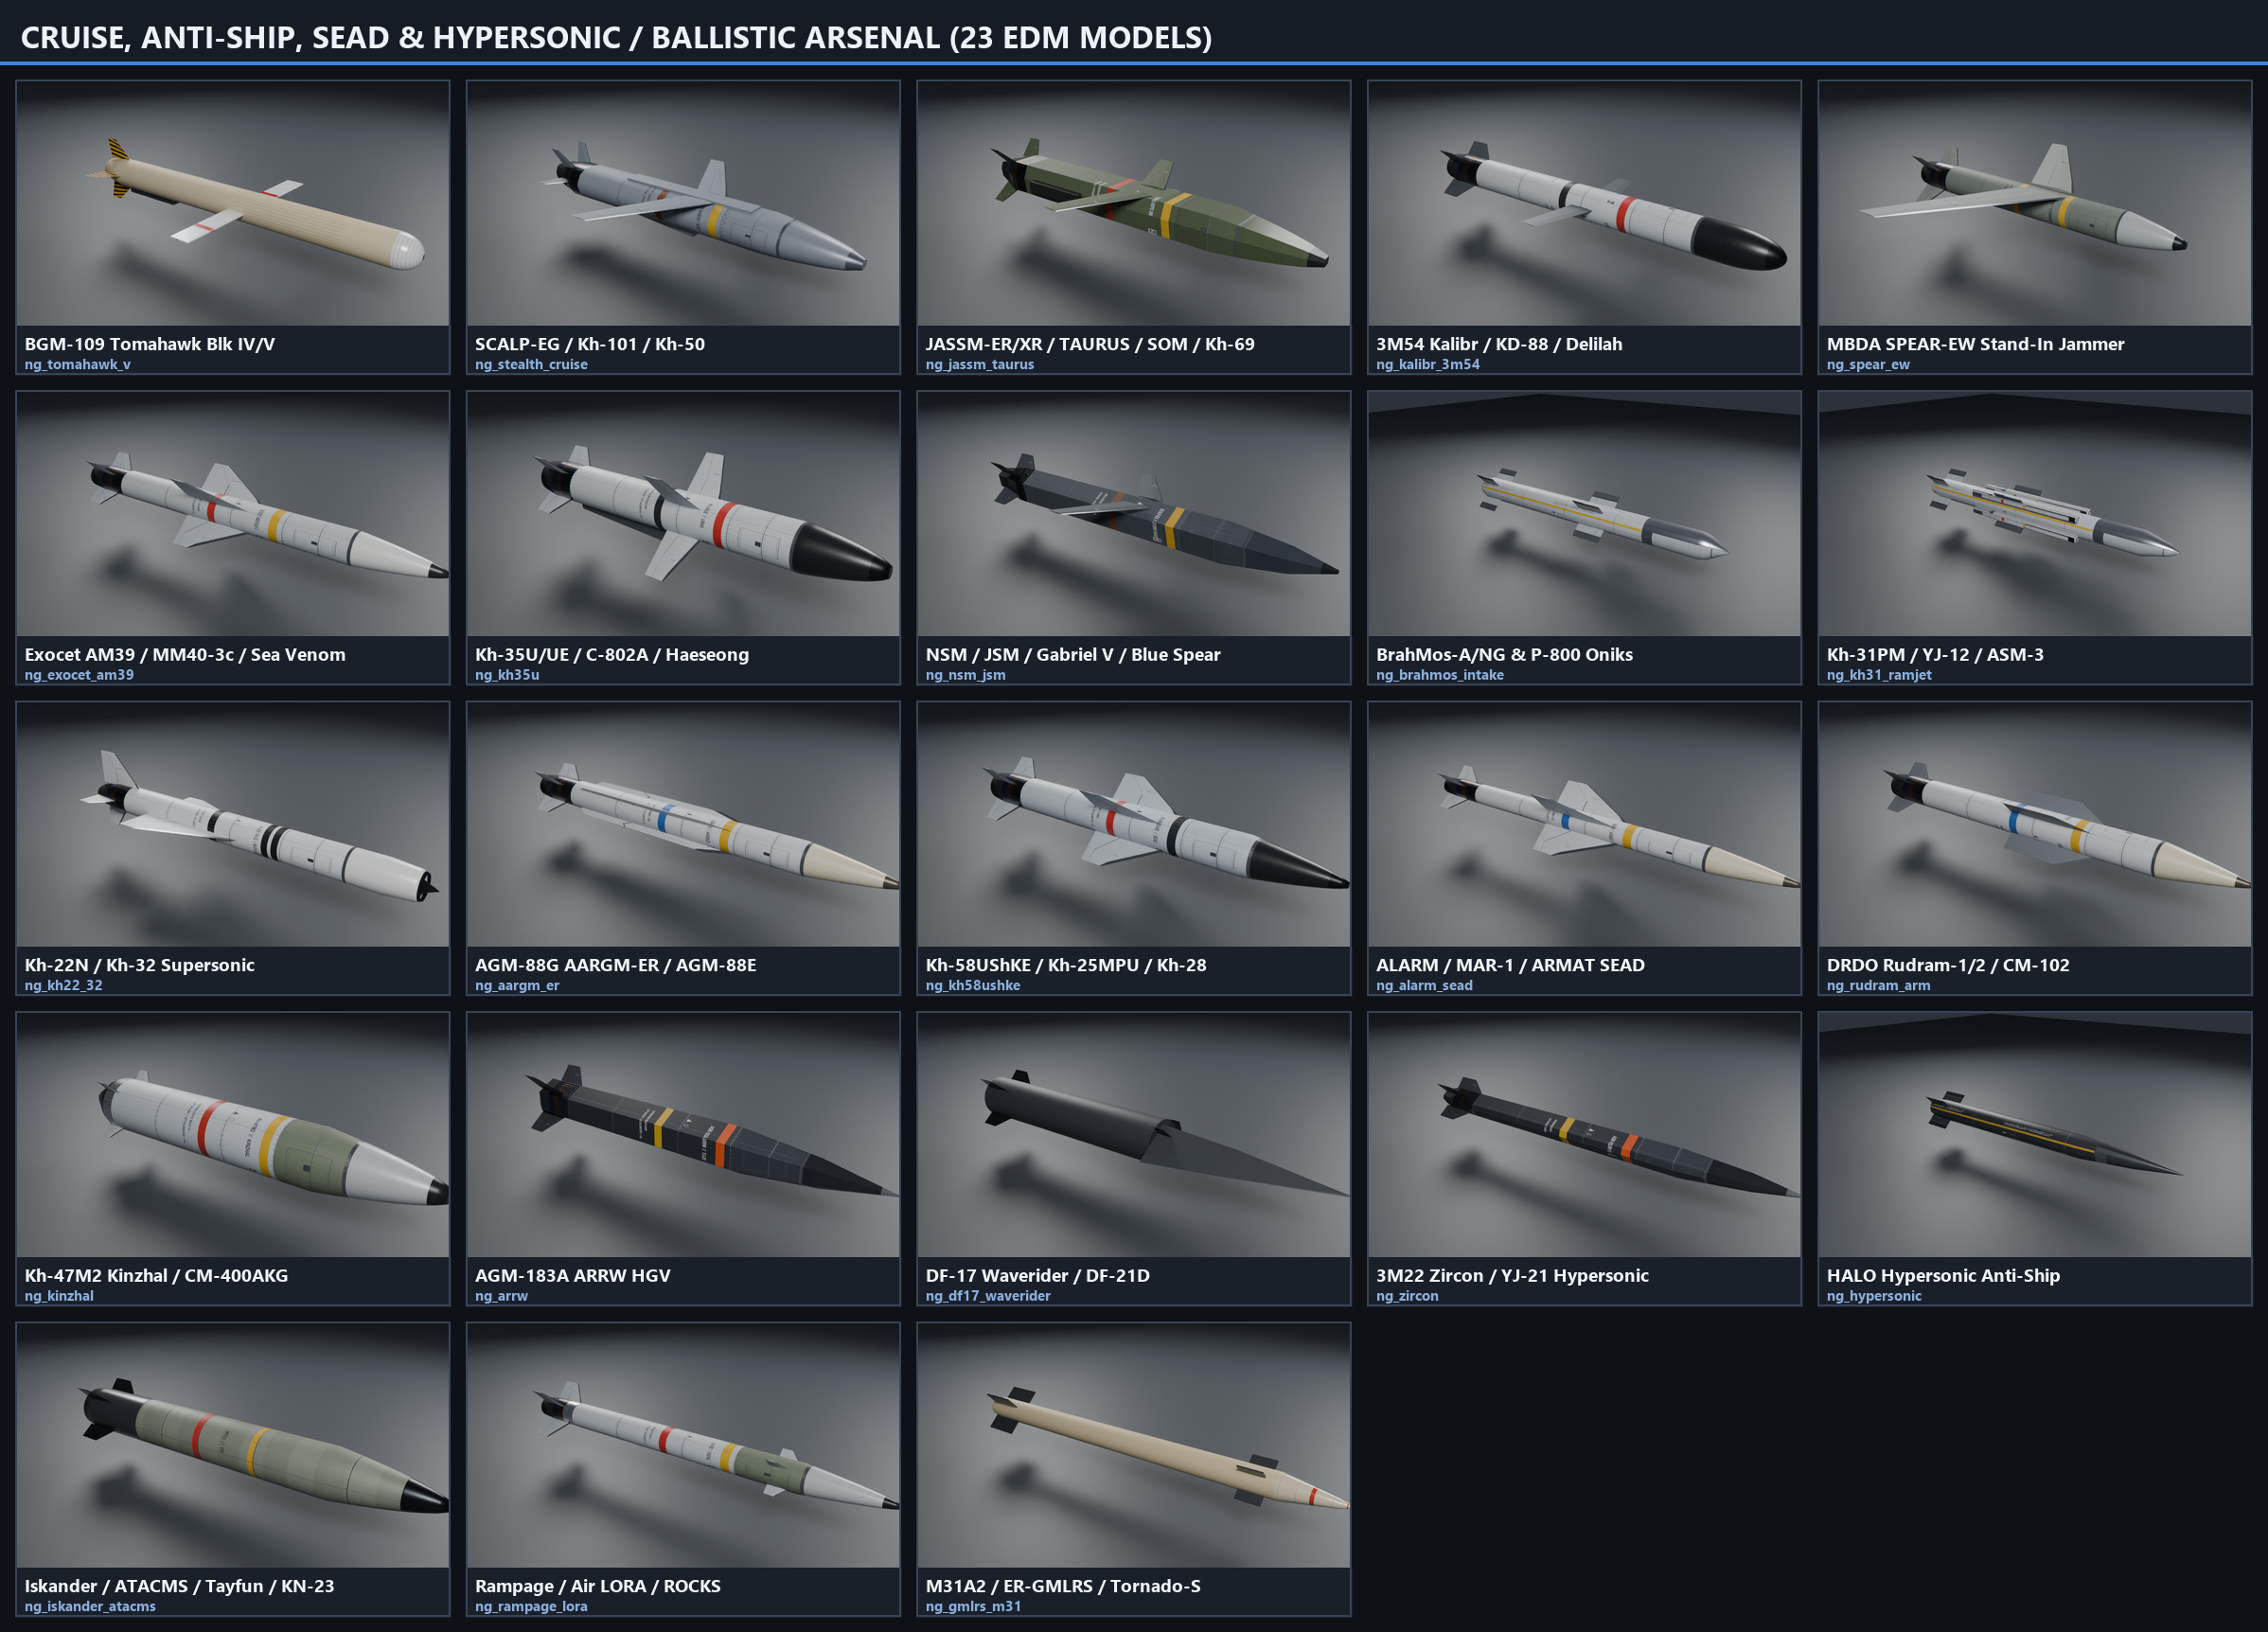 CRUISE, ANTI-SHIP, SEAD & HYPERSONIC / BALLISTIC ARSENAL (23 EDM MODELS)
BGM-109 Tomahawk Blk IV/V
ng_tomahawk_v
SCALP-EG / Kh-101 / Kh-50
ng_stealth_cruise
JASSM-ER/XR / TAURUS / SOM / Kh-69
ng_jassm_taurus
3M54 Kalibr / KD-88 / Delilah
ng_kalibr_3m54
MBDA SPEAR-EW Stand-In Jammer
ng_spear_ew
Exocet AM39 / MM40-3c / Sea Venom
ng_exocet_am39
Kh-35U/UE / C-802A / Haeseong
ng_kh35u
NSM / JSM / Gabriel V / Blue Spear
ng_nsm_jsm
BrahMos-A/NG & P-800 Oniks
ng_brahmos_intake
Kh-31PM / YJ-12 / ASM-3
ng_kh31_ramjet
Kh-22N / Kh-32 Supersonic
ng_kh22_32
AGM-88G AARGM-ER / AGM-88E
ng_aargm_er
Kh-58UShKE / Kh-25MPU / Kh-28
ng_kh58ushke
ALARM / MAR-1 / ARMAT SEAD
ng_alarm_sead
DRDO Rudram-1/2 / CM-102
ng_rudram_arm
Kh-47M2 Kinzhal / CM-400AKG
ng_kinzhal
AGM-183A ARRW HGV
ng_arrw
DF-17 Waverider / DF-21D
ng_df17_waverider
3M22 Zircon / YJ-21 Hypersonic
ng_zircon
HALO Hypersonic Anti-Ship
ng_hypersonic
Iskander / ATACMS / Tayfun / KN-23
ng_iskander_atacms
Rampage / Air LORA / ROCKS
ng_rampage_lora
M31A2 / ER-GMLRS / Tornado-S
ng_gmlrs_m31